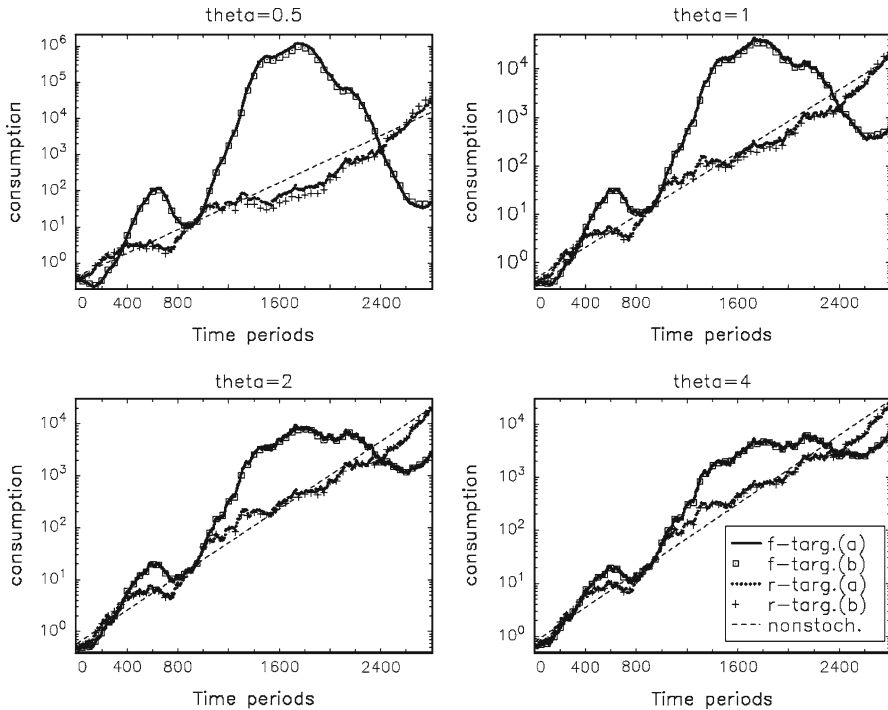 theta=0.5
consumption
10^6
10^5
10^4
10^3
10^2
10^1
10^0
0 400 800 1600 2400
Time periods
theta=1
consumption
10^4
10^3
10^2
10^1
10^0
0 400 800 1600 2400
Time periods
theta=2
consumption
10^4
10^3
10^2
10^1
10^0
0 400 800 1600 2400
Time periods
theta=4
consumption
10^4
10^3
10^2
10^1
10^0
0 400 800 1600 2400
Time periods
f-targ.(a)
f-targ.(b)
r-targ.(a)
r-targ.(b)
nonstoch.